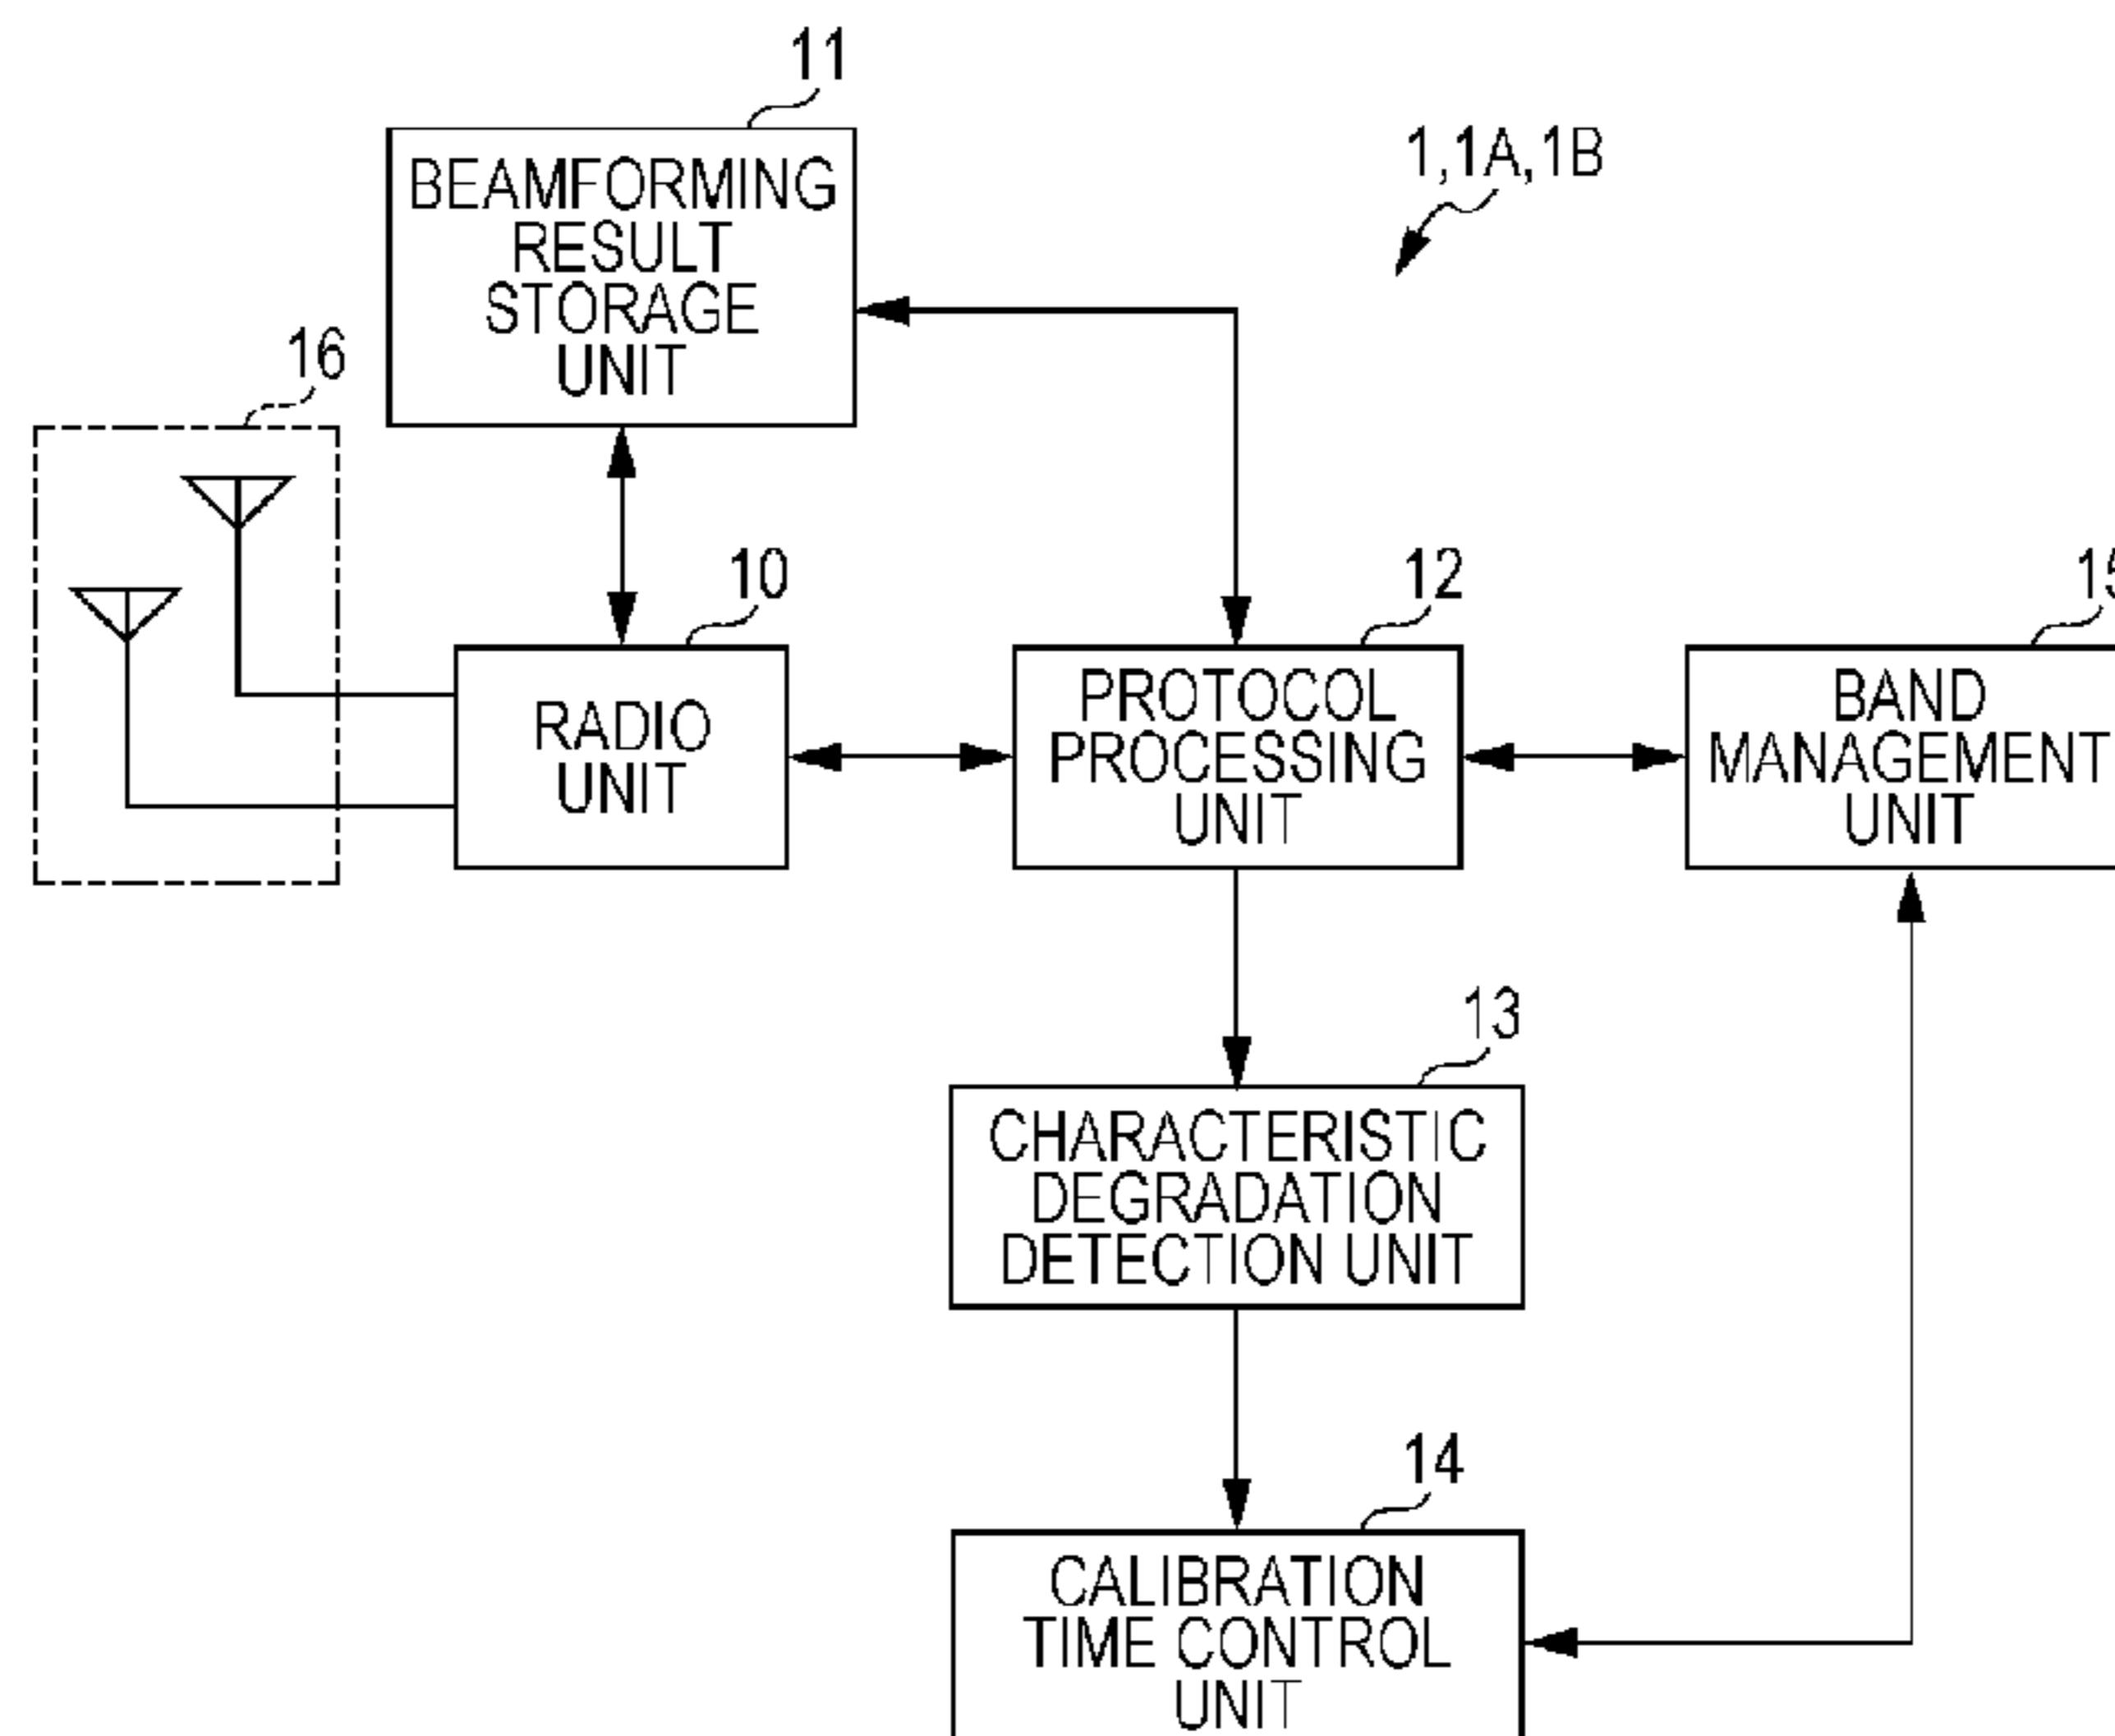 11
BEAMFORMING
RESULT
STORAGE
UNIT
1,1A,1B
16
10
RADIO
UNIT
12
PROTOCOL
PROCESSING
UNIT
15
BAND
MANAGEMENT
UNIT
13
CHARACTERISTIC
DEGRADATION
DETECTION UNIT
14
CALIBRATION
TIME CONTROL
UNIT